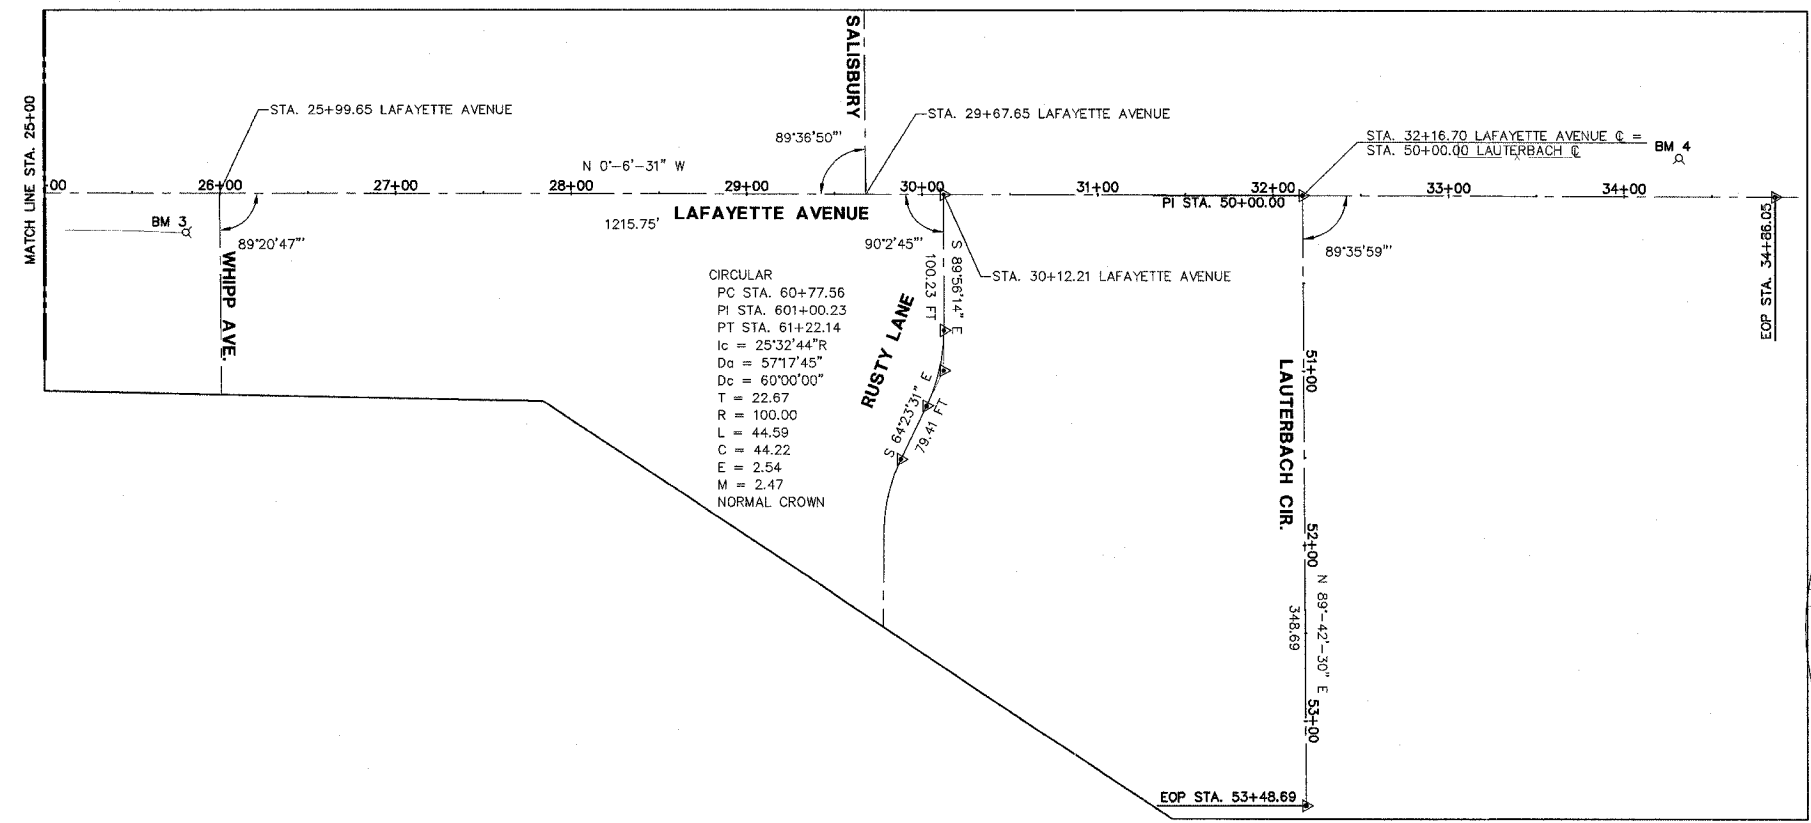 MATCH LINE STA. 25+00
SALISBURY
STA. 25+99.65 LAFAYETTE AVENUE
STA. 29+67.65 LAFAYETTE AVENUE
89°36'50"'
STA. 32+16.70 LAFAYETTE AVENUE ℄ =
STA. 50+00.00 LAUTERBACH ℄
BM 4
N 0°-6'-31" W
00
26+00
27+00
28+00
29+00
30+00
31+00
32+00
33+00
34+00
PI STA. 50+00.00
LAFAYETTE AVENUE
1215.75'
BM 3
89°20'47"'
90°2'45"'
89°35'59"'
EOP STA. 34+86.05
WHIPP AVE.
S 89°56'14" E
100.23 FT
STA. 30+12.21 LAFAYETTE AVENUE
CIRCULAR
PC STA. 60+77.56
PI STA. 601+00.23
PT STA. 61+22.14
Ic = 25°32'44"R
Da = 57°17'45"
Dc = 60°00'00"
T = 22.67
R = 100.00
L = 44.59
C = 44.22
E = 2.54
M = 2.47
NORMAL CROWN
RUSTY LANE
S 64°23'31" E
79.41 FT
51+00
LAUTERBACH CIR.
52+00
N 89°-42'-30" E
348.69
53+00
EOP STA. 53+48.69